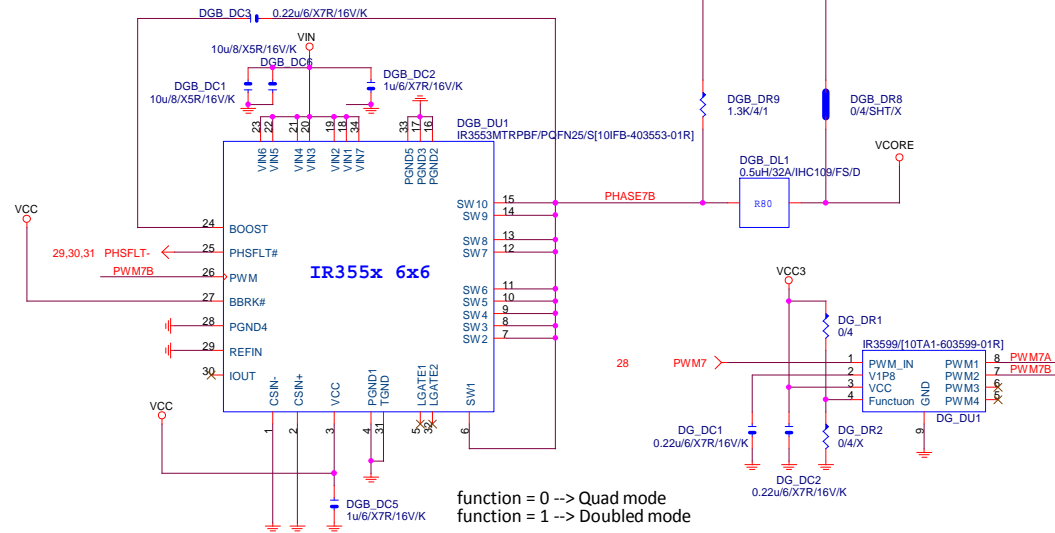 DGB_DC3 0.22u/6/X7R/16V/K
VIN
10u/8/X5R/16V/K
DGB_DC6
DGB_DC1
10u/8/X5R/16V/K
DGB_DC2
1u/6/X7R/16V/K
DGB_DU1
IR3553MTRPBF/PQFN25/S[10IFB-403553-01R]
23 22 21 20 19 18 34 33 17 16
VIN6 VIN5 VIN4 VIN3 VIN2 VIN1 VIN7 PGND5 PGND3 PGND2
DGB_DR9
1.3K/4/1
DGB_DR8
0/4/SHT/X
VCORE
DGB_DL1
0.5uH/32A/IHC109/FS/D
R80
PHASE7B
VCC
24 BOOST
29,30,31 PHSFLT- 25 PHSFLT#
PWM7B 26 PWM
27 BBRK#
28 PGND4
29 REFIN
30 IOUT
IR355x 6x6
SW10 15
SW9 14
SW8 13
SW7 12
SW6 11
SW5 10
SW4 9
SW3 8
SW2 7
CSIN- CSIN+ VCC PGND1 TGND LGATE1 LGATE2 SW1
1 2 3 4 31 5 32 6
VCC
DGB_DC5
1u/6/X7R/16V/K
VCC3
DG_DR1
0/4
IR3599/[10TA1-603599-01R]
28 PWM7
1 PWM_IN
2 V1P8
3 VCC
4 Functuon
GND
9
PWM1 8 PWM7A
PWM2 7 PWM7B
PWM3 6
PWM4 5
DG_DU1
DG_DC1
0.22u/6/X7R/16V/K
DG_DR2
0/4/X
DG_DC2
0.22u/6/X7R/16V/K
function = 0 --> Quad mode
function = 1 --> Doubled mode